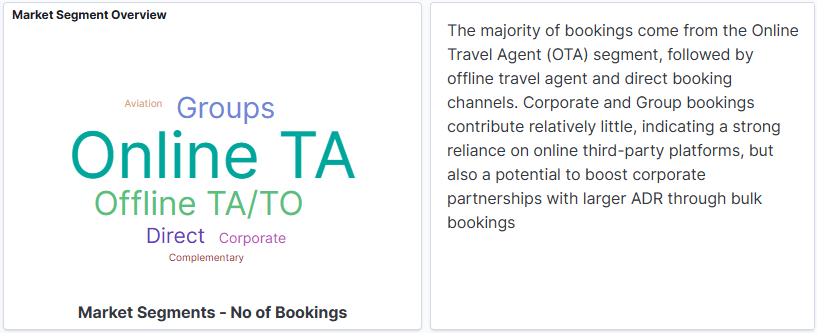 Market Segment Overview
Aviation
Groups
Online TA
Offline TA/TO
Direct
Corporate
Complementary
Market Segments - No of Bookings
The majority of bookings come from the Online
Travel Agent (OTA) segment, followed by
offline travel agent and direct booking
channels. Corporate and Group bookings
contribute relatively little, indicating a strong
reliance on online third-party platforms, but
also a potential to boost corporate
partnerships with larger ADR through bulk
bookings